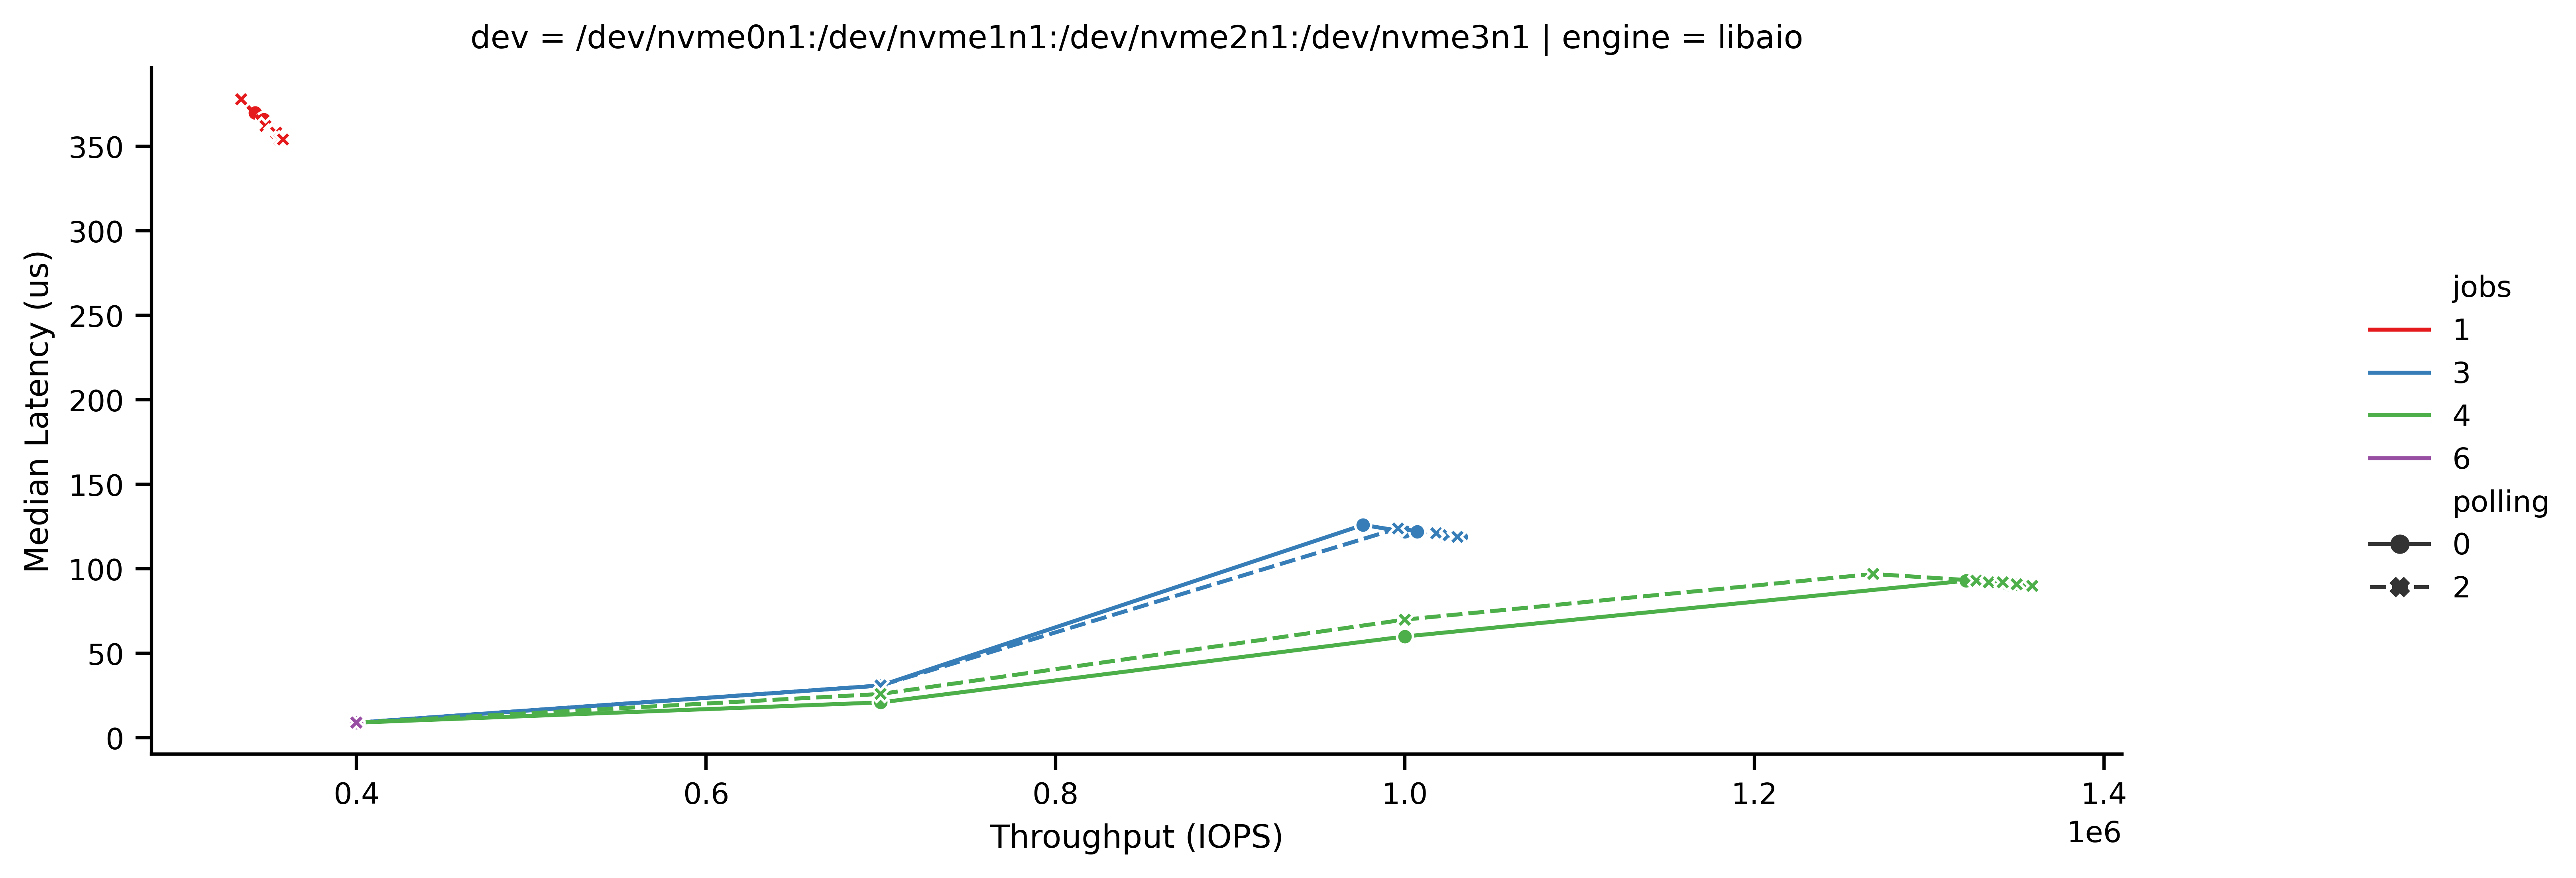 dev = /dev/nvme0n1:/dev/nvme1n1:/dev/nvme2n1:/dev/nvme3n1 | engine = libaio
Median Latency (us)
350
300
250
200
150
100
50
0
0.4 0.6 0.8 1.0 1.2 1.4
1e6
Throughput (IOPS)
jobs
1
3
4
6
polling
0
2